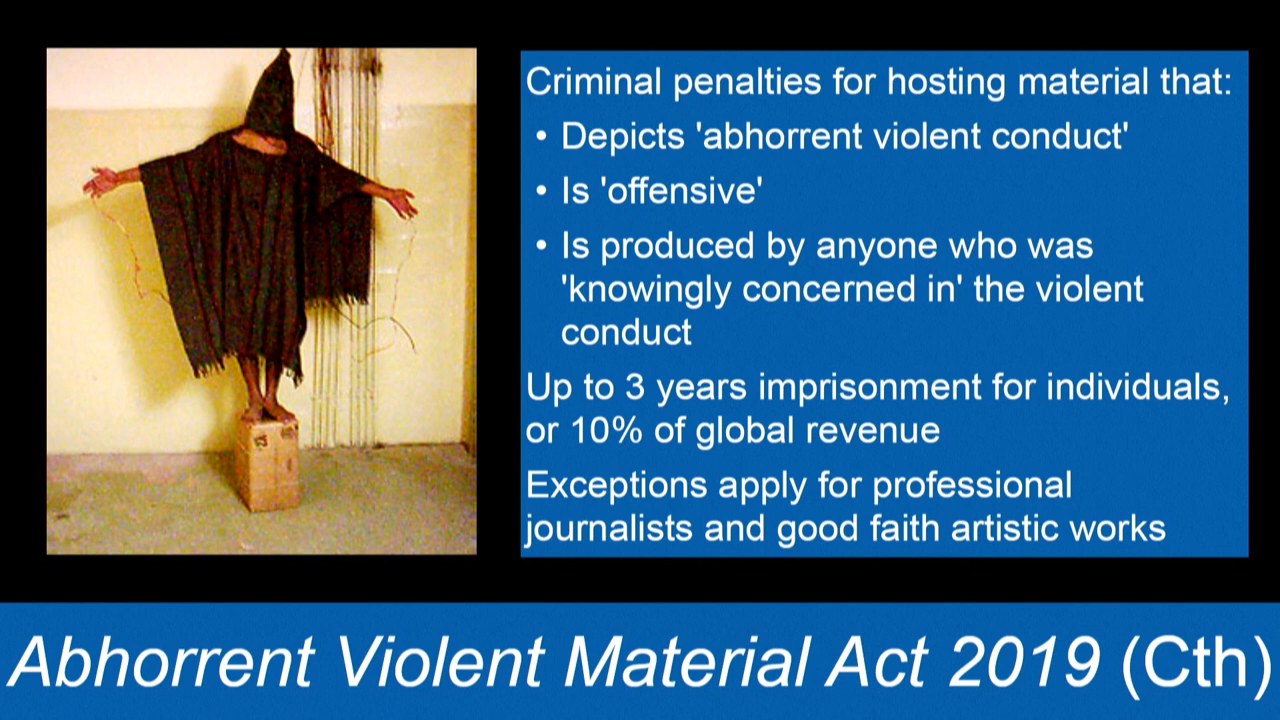 Criminal penalties for hosting material that:
• Depicts 'abhorrent violent conduct'
• Is 'offensive'
• Is produced by anyone who was
'knowingly concerned in' the violent
conduct
Up to 3 years imprisonment for individuals,
or 10% of global revenue
Exceptions apply for professional
journalists and good faith artistic works
Abhorrent Violent Material Act 2019 (Cth)